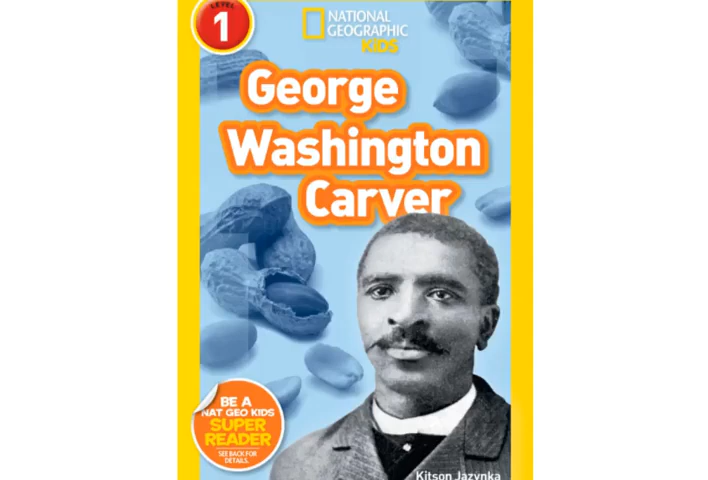 LEVEL
1
NATIONAL
GEOGRAPHIC
KiDS
George
Washington
Carver
BE A
NAT GEO KIDS
SUPER
READER
SEE BACK FOR
DETAILS.
Kitson Jazynka